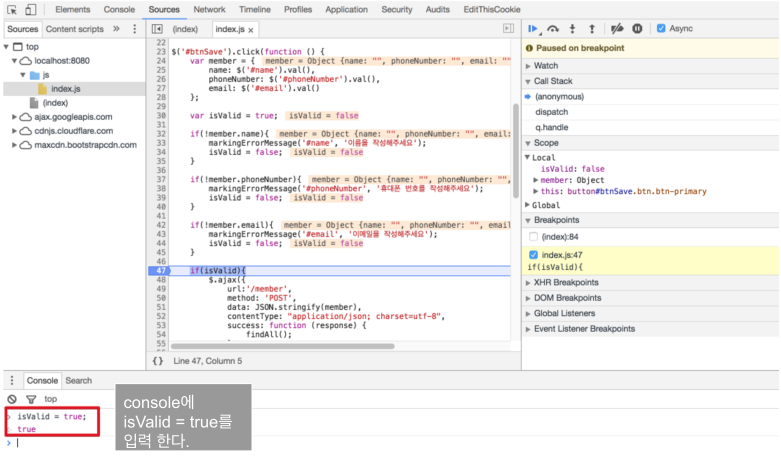 Elements Console Sources Network Timeline Profiles Application Security Audits EditThisCookie
Sources Content scripts »
top
localhost:8080
js
index.js
(index)
ajax.googleapis.com
cdnjs.cloudflare.com
maxcdn.bootstrapcdn.com
(index) index.js ×
22
23 $('#btnSave').click(function () {
24 var member = { member = Object {name: "", phoneNumber: "", email: ""
25 name: $('#name').val(),
26 phoneNumber: $('#phoneNumber').val(),
27 email: $('#email').val()
28 };
29
30 var isValid = true; isValid = false
31
32
33 if(!member.name){ member = Object {name: "", phoneNumber: "", email:
34 markingErrorMessage('#name', '이름을 작성해주세요');
34 isValid = false; isValid = false
35 }
36
37 if(!member.phoneNumber){ member = Object {name: "", phoneNumber: "",
38 markingErrorMessage('#phoneNumber', '휴대폰 번호를 작성해주세요');
39 isValid = false; isValid = false
40 }
41
42 if(!member.email){ member = Object {name: "", phoneNumber: "", email
43 markingErrorMessage('#email', '이메일을 작성해주세요');
44 isValid = false; isValid = false
45 }
46
47 if(isValid){
48 $.ajax({
49 url:'/member',
50 method: 'POST',
51 data: JSON.stringify(member),
52 contentType: "application/json; charset=utf-8",
53 success: function (response) {
54 findAll();
55
{} Line 47, Column 5
Async
Paused on breakpoint
Watch
Call Stack
(anonymous)
dispatch
q.handle
Scope
Local
isValid: false
member: Object
this: button#btnSave.btn.btn-primary
Global
Breakpoints
(index):84
index.js:47
if(isValid){
XHR Breakpoints
DOM Breakpoints
Global Listeners
Event Listener Breakpoints
Console Search
top
> isValid = true;
true
>
console에
isValid = true를
입력 한다.